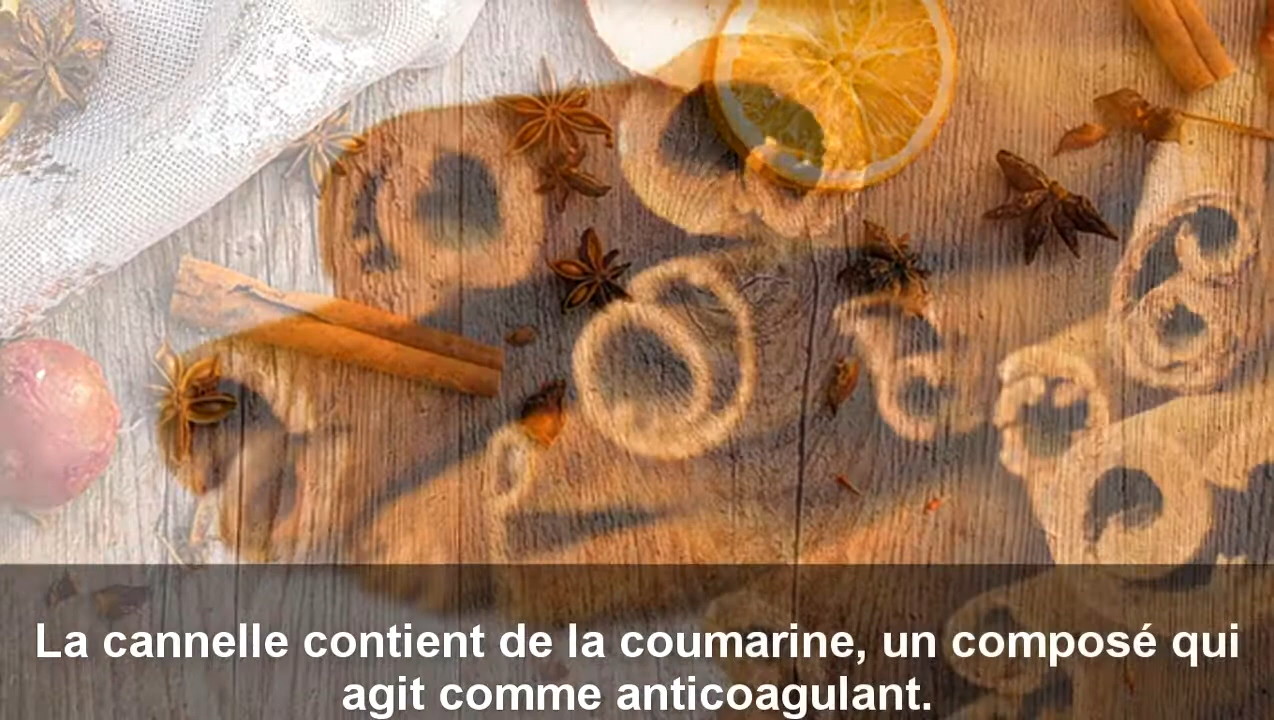 La cannelle contient de la coumarine, un composé qui
agit comme anticoagulant.